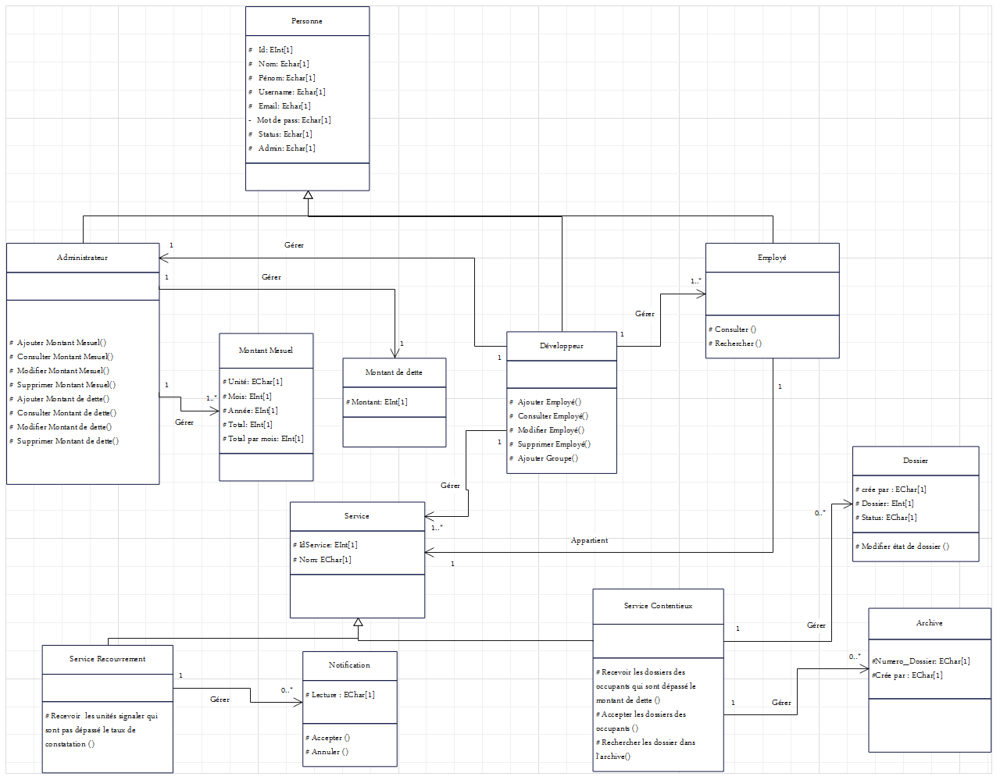 Personne
# Id: EInt[1]
# Nom: Echar[1]
# Pénom: Echar[1]
# Username: Echar[1]
# Email: Echar[1]
- Mot de pass: Echar[1]
# Status: Echar[1]
# Admin: Echar[1]
Administrateur
# Ajouter Montant Mesuel()
# Consulter Montant Mesuel()
# Modifier Montant Mesuel()
# Supprimer Montant Mesuel()
# Ajouter Montant de dette()
# Consulter Montant de dette()
# Modifier Montant de dette()
# Supprimer Montant de dette()
1
Gérer
1
Gérer
1
1
1..*
Gérer
Montant Mesuel
# Unité: EChar[1]
# Mois: EInt[1]
# Année: EInt[1]
# Total: EInt[1]
# Total par mois: EInt[1]
Montant de dette
# Montant: EInt[1]
Développeur
# Ajouter Employé()
# Consulter Employé()
# Modifier Employé()
# Supprimer Employé()
# Ajouter Groupe()
1
1
1
Gérer
1..*
Employé
# Consulter ()
# Rechercher ()
1
Gérer
1..*
Appartient
1
Service
# IdService: EInt[1]
# Nom: EChar[1]
Dossier
# crée par : EChar[1]
# Dossier: EInt[1]
# Status: EChar[1]
# Modifier état de dossier ()
0..*
Gérer
1
Service Contentieux
# Recevoir les dossiers des
occupants qui sont dépassé le
montant de dette ()
# Accepter les dossiers des
occupants ()
# Rechercher les dossier dans
l'archive()
1
Gérer
0..*
Archive
#Numero_Dossier: EChar[1]
#Crée par : EChar[1]
Service Recouvrement
# Recevoir les unités signaler qui
sont pas dépassé le taux de
constatation ()
1
Gérer
0..*
Notification
# Lecture : EChar[1]
# Accepter ()
# Annuler ()